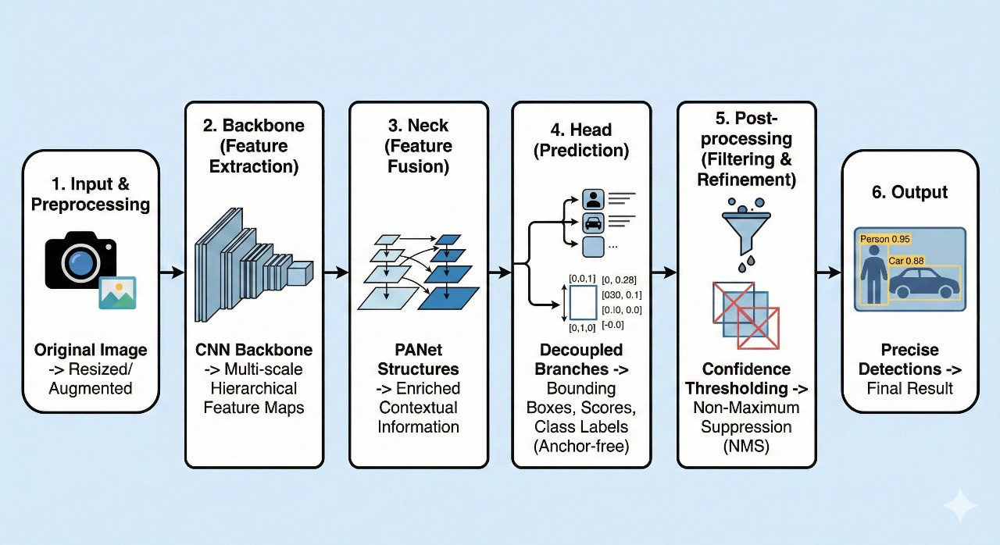 1. Input &
Preprocessing
Original Image
-> Resized/
Augmented
2. Backbone
(Feature
Extraction)
CNN Backbone
-> Multi-scale
Hierarchical
Feature Maps
3. Neck
(Feature
Fusion)
PANet
Structures
-> Enriched
Contextual
Information
4. Head
(Prediction)
...
[0,0,1] [0, 0.28]
[030, 0.1]
[0.I0, 0.0]
[0,1,0] [-0.0]
Decoupled
Branches ->
Bounding
Boxes, Scores,
Class Labels
(Anchor-free)
5. Post-
processing
(Filtering &
Refinement)
Confidence
Thresholding ->
Non-Maximum
Suppression
(NMS)
6. Output
Person 0.95
Car 0.88
Precise
Detections ->
Final Result